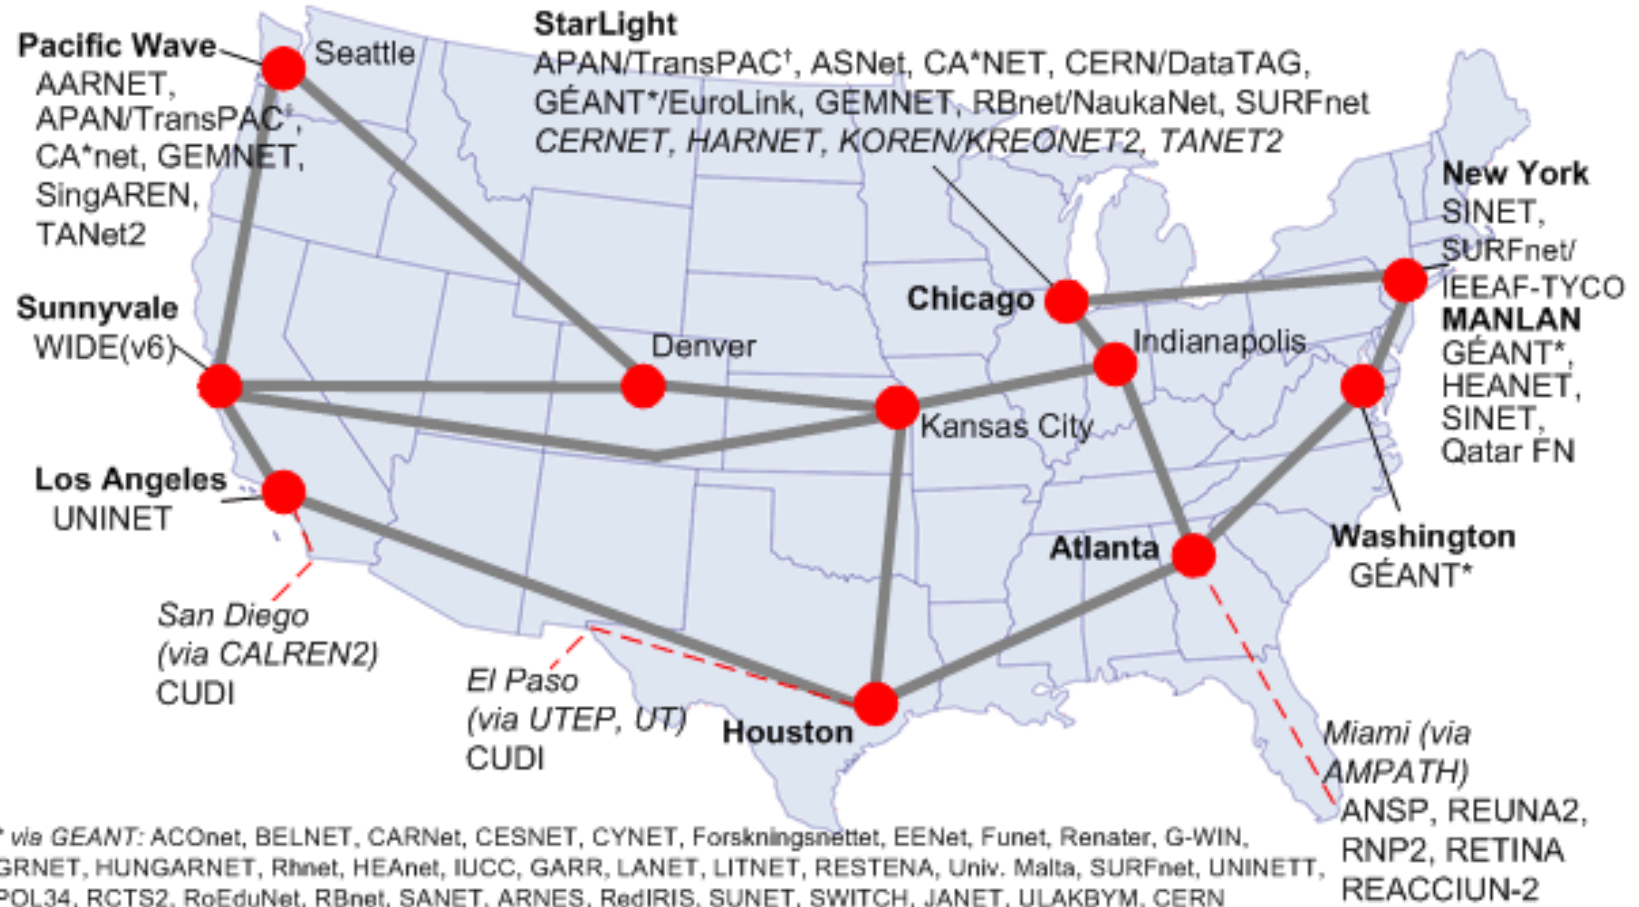 Pacific Wave
AARNET,
APAN/TransPAC‡,
CA*net, GEMNET,
SingAREN,
TANet2
Seattle
StarLight
APAN/TransPAC†, ASNet, CA*NET, CERN/DataTAG,
GÉANT*/EuroLink, GEMNET, RBnet/NaukaNet, SURFnet
CERNET, HARNET, KOREN/KREONET2, TANET2
New York
SINET,
SURFnet/
IEEAF-TYCO
MANLAN
GÉANT*,
HEANET,
SINET,
Qatar FN
Sunnyvale
WIDE(v6)
Denver
Chicago
Indianapolis
Kansas City
Los Angeles
UNINET
Atlanta
Washington
GÉANT*
San Diego
(via CALREN2)
CUDI
El Paso
(via UTEP, UT)
CUDI
Houston
Miami (via
AMPATH)
ANSP, REUNA2,
RNP2, RETINA
REACCIUN-2
* via GEANT: ACOnet, BELNET, CARNet, CESNET, CYNET, Forskningsnettet, EENet, Funet, Renater, G-WIN,
GRNET, HUNGARNET, Rhnet, HEAnet, IUCC, GARR, LANET, LITNET, RESTENA, Univ. Malta, SURFnet, UNINETT,
POL34, RCTS2, RoEduNet, RBnet, SANET, ARNES, RedIRIS, SUNET, SWITCH, JANET, ULAKBYM, CERN